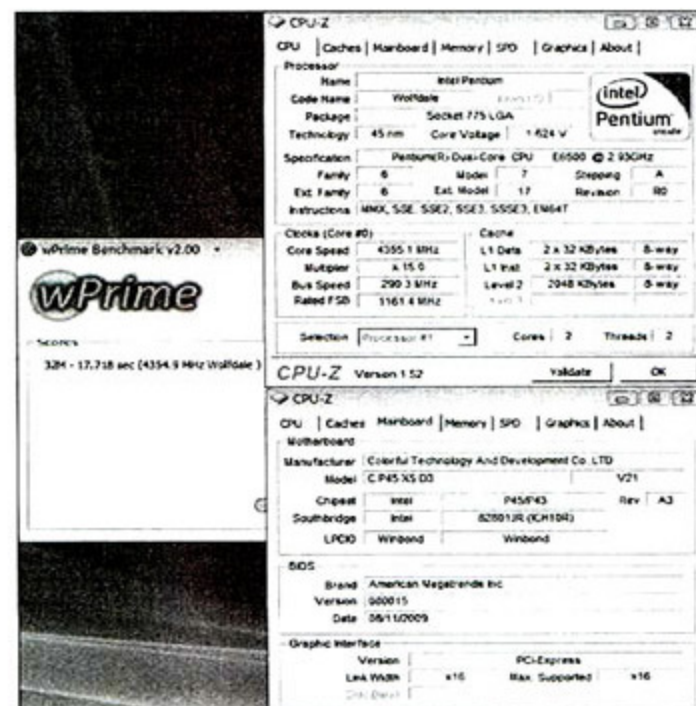 CPU-Z
CPU Caches Mainboard Memory SPD Graphics About
Processor
Name Intel Pentium
Code Name Wolfdale
Package Socket 775 LGA
Technology 45 nm Core Voltage 1.624 V
intel
Pentium
inside
Specification Pentium(R) Dual-Core CPU E6500 @ 2.93GHz
Family 6 Model 7 Stepping A
Ext. Family 6 Ext. Model 17 Revision R0
Instructions MMX, SSE, SSE2, SSE3, SSSE3, EM64T
Clocks (Core #0)
Core Speed 4355.1 MHz
Multiplier x 15.0
Bus Speed 290.3 MHz
Rated FSB 1161.4 MHz
Cache
L1 Data 2 x 32 KBytes 8-way
L1 Inst. 2 x 32 KBytes 8-way
Level 2 2048 KBytes 8-way
Level 3
Selection Processor #1 Cores 2 Threads 2
CPU-Z Version 1.52 Validate OK
wPrime Benchmark v2.00
wPrime
Scores
32M - 17.718 sec (4354.9 MHz Wolfdale )
CPU-Z
CPU Caches Mainboard Memory SPD Graphics About
Motherboard
Manufacturer Colorful Technology And Development Co.,LTD
Model C.P45 X5 D3 V21
Chipset Intel P45/P43 Rev. A3
Southbridge Intel 82801JR (ICH10R)
LPCIO Winbond Winbond
BIOS
Brand American Megatrends Inc.
Version 080015
Date 08/11/2009
Graphic Interface
Version PCI-Express
Link Width x16 Max. Supported x16